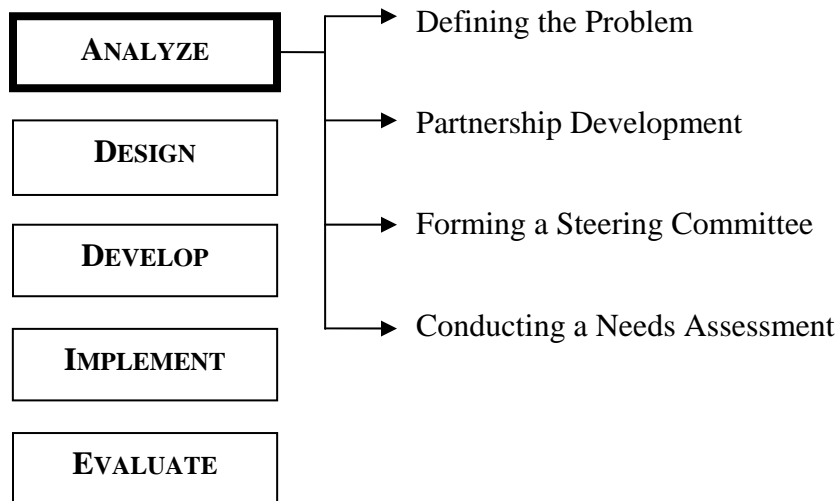 ANALYZE
Defining the Problem
Partnership Development
Forming a Steering Committee
Conducting a Needs Assessment
DESIGN
DEVELOP
IMPLEMENT
EVALUATE